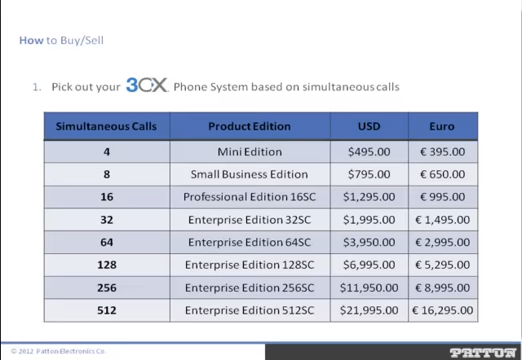 How to Buy/Sell
1. Pick out your 3CX Phone System based on simultaneous calls
Simultaneous Calls Product Edition USD Euro
4 Mini Edition $495.00 € 395.00
8 Small Business Edition $795.00 € 650.00
16 Professional Edition 16SC $1,295.00 € 995.00
32 Enterprise Edition 32SC $1,995.00 € 1,495.00
64 Enterprise Edition 64SC $3,950.00 € 2,995.00
128 Enterprise Edition 128SC $6,995.00 € 5,295.00
256 Enterprise Edition 256SC $11,950.00 € 8,995.00
512 Enterprise Edition 512SC $21,995.00 € 16,295.00
© 2012 Patton Electronics Co. PATTON